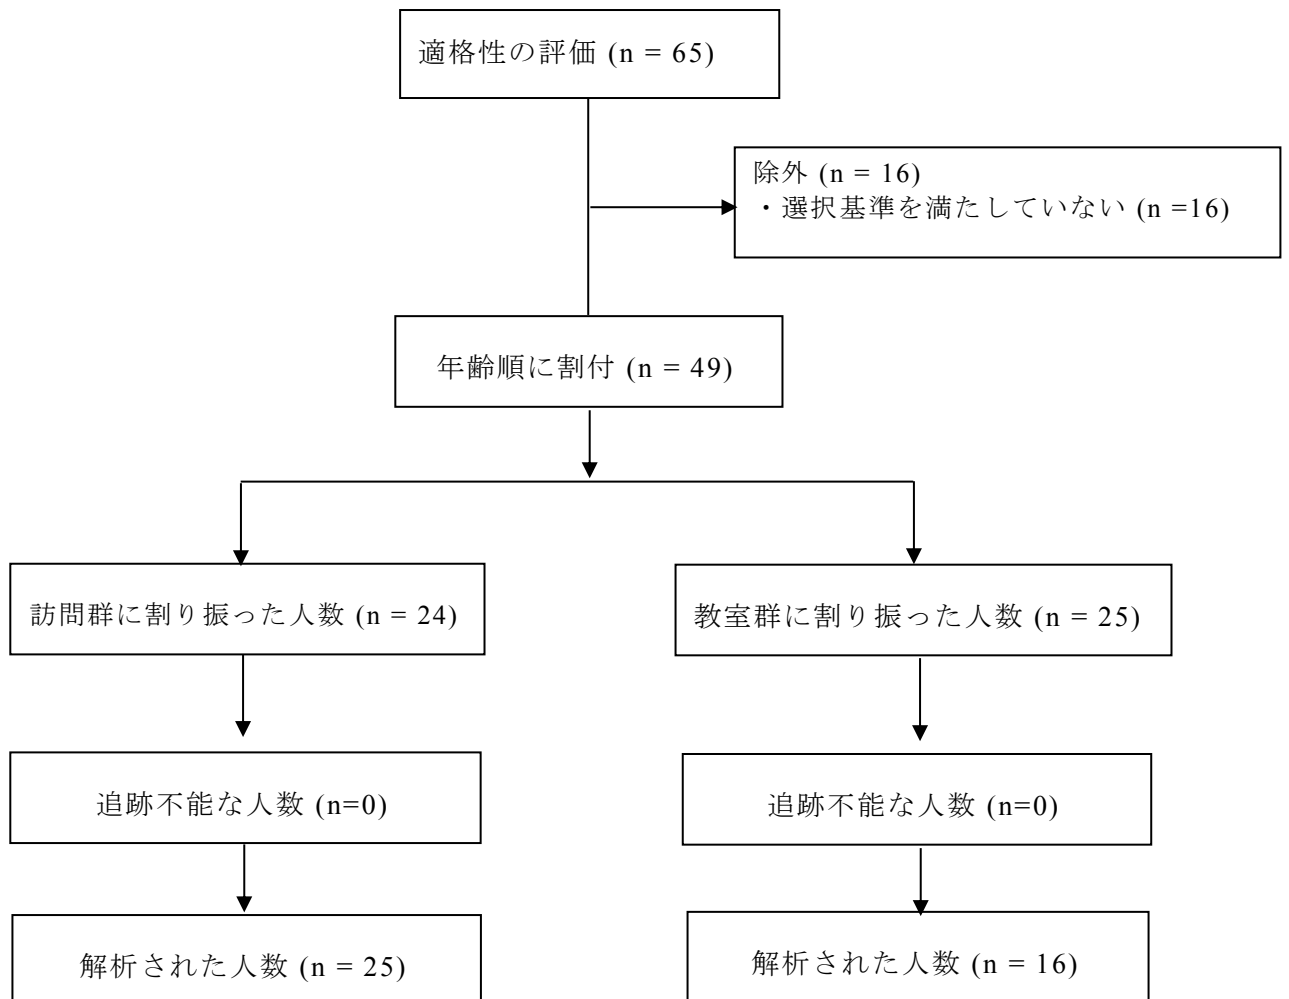 適格性の評価 (n = 65)
除外 (n = 16)
・選択基準を満たしていない (n =16)
年齢順に割付 (n = 49)
訪問群に割り振った人数 (n = 24)
教室群に割り振った人数 (n = 25)
追跡不能な人数 (n=0)
追跡不能な人数 (n=0)
解析された人数 (n = 25)
解析された人数 (n = 16)